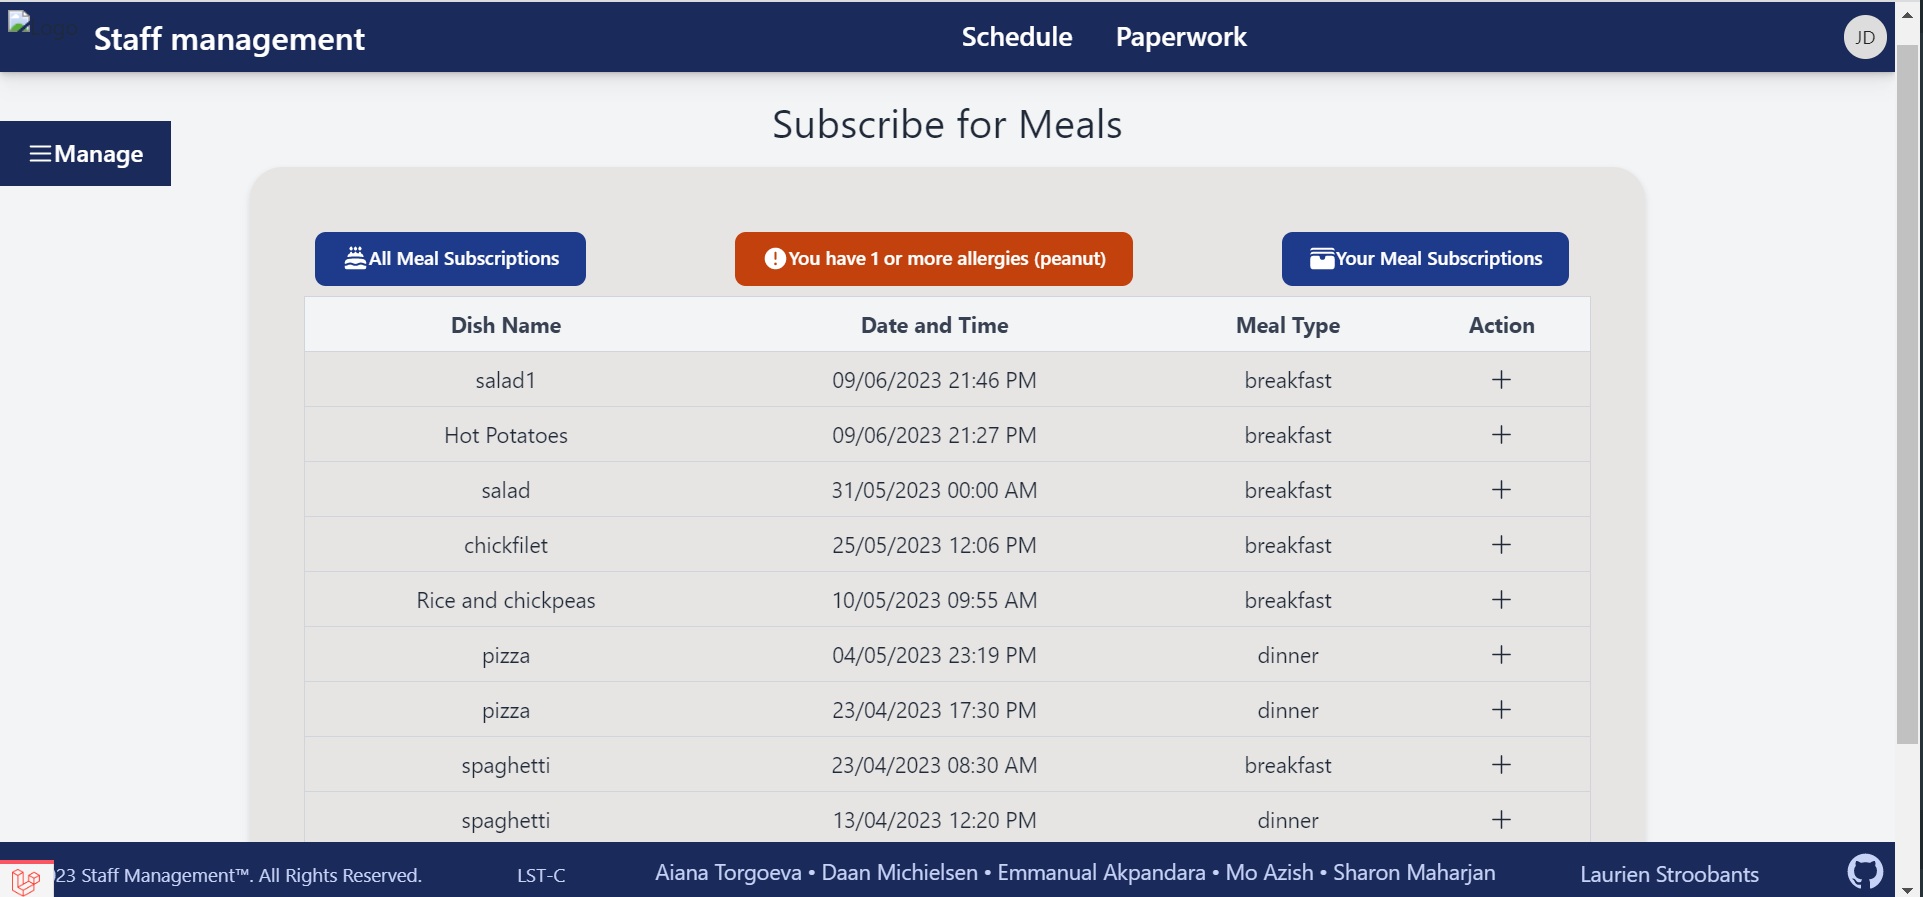 Logo
Staff management
Schedule
Paperwork
JD
Subscribe for Meals
Manage
All Meal Subscriptions
You have 1 or more allergies (peanut)
Your Meal Subscriptions
Dish Name Date and Time Meal Type Action
salad1 09/06/2023 21:46 PM breakfast +
Hot Potatoes 09/06/2023 21:27 PM breakfast +
salad 31/05/2023 00:00 AM breakfast +
chickfilet 25/05/2023 12:06 PM breakfast +
Rice and chickpeas 10/05/2023 09:55 AM breakfast +
pizza 04/05/2023 23:19 PM dinner +
pizza 23/04/2023 17:30 PM dinner +
spaghetti 23/04/2023 08:30 AM breakfast +
spaghetti 13/04/2023 12:20 PM dinner +
23 Staff Management™. All Rights Reserved.
LST-C
Aiana Torgoeva • Daan Michielsen • Emmanual Akpandara • Mo Azish • Sharon Maharjan
Laurien Stroobants